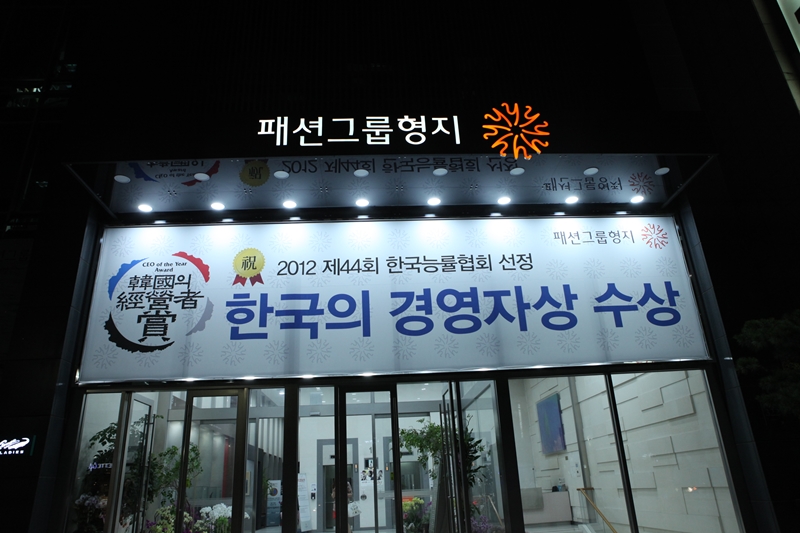 패션그룹형지
패션그룹형지
CEO of the Year
Award
韓國의
經營者
賞
祝
2012 제44회 한국능률협회 선정
한국의 경영자상 수상
LADIES